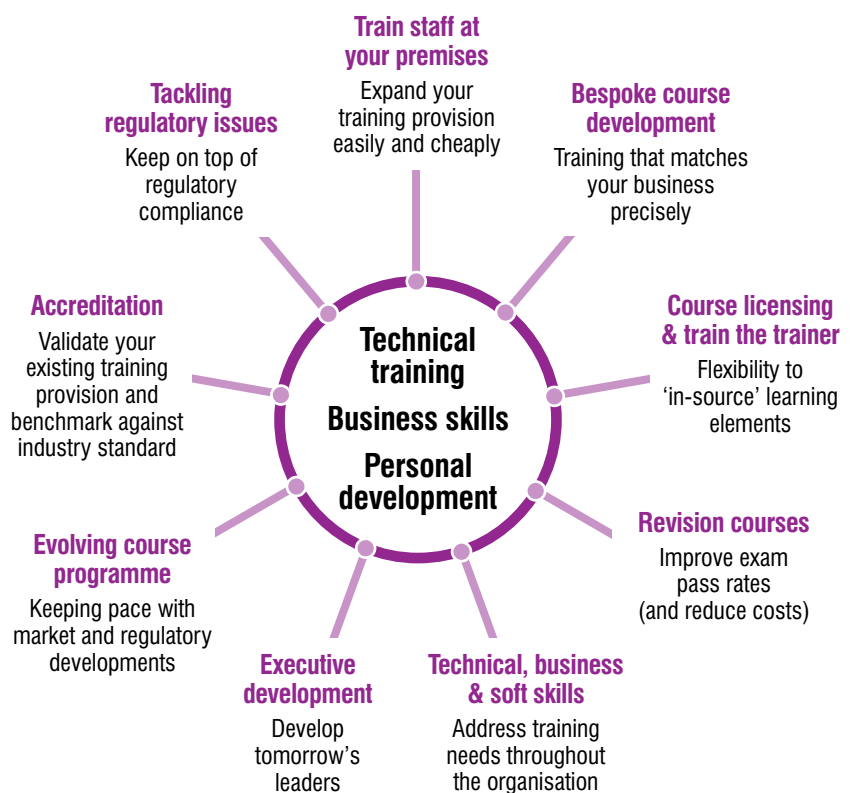 Train staff at
your premises
Expand your
training provision
easily and cheaply
Bespoke course
development
Training that matches
your business
precisely
Course licensing
& train the trainer
Flexibility to
‘in-source’ learning
elements
Revision courses
Improve exam
pass rates
(and reduce costs)
Technical, business
& soft skills
Address training
needs throughout
the organisation
Executive
development
Develop
tomorrow’s
leaders
Evolving course
programme
Keeping pace with
market and regulatory
developments
Accreditation
Validate your
existing training
provision and
benchmark against
industry standard
Tackling
regulatory issues
Keep on top of
regulatory
compliance
Technical
training
Business skills
Personal
development